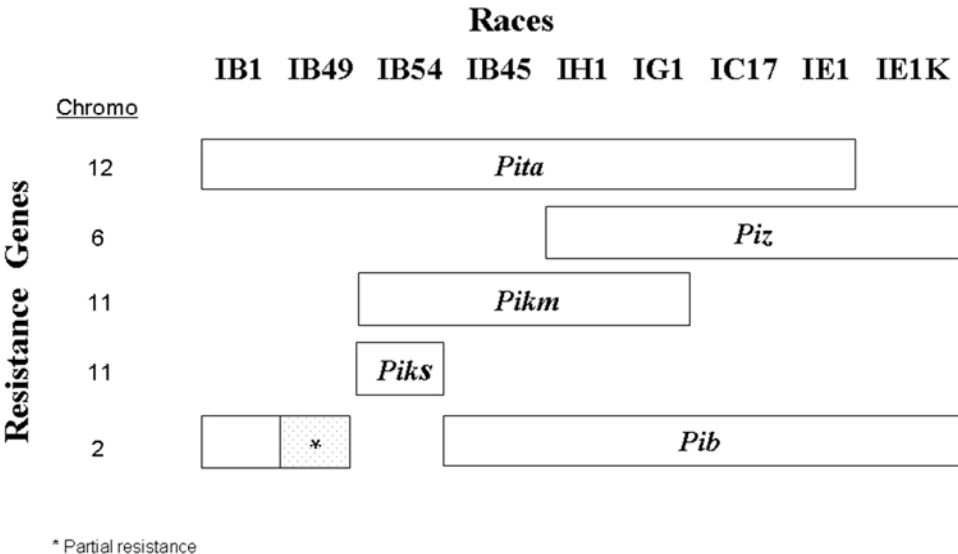 Races
IB1 IB49 IB54 IB45 IH1 IG1 IC17 IE1 IE1K
Chromo
Resistance Genes
12 Pita
6 Piz
11 Pikm
11 Piks
2 * Pib
* Partial resistance